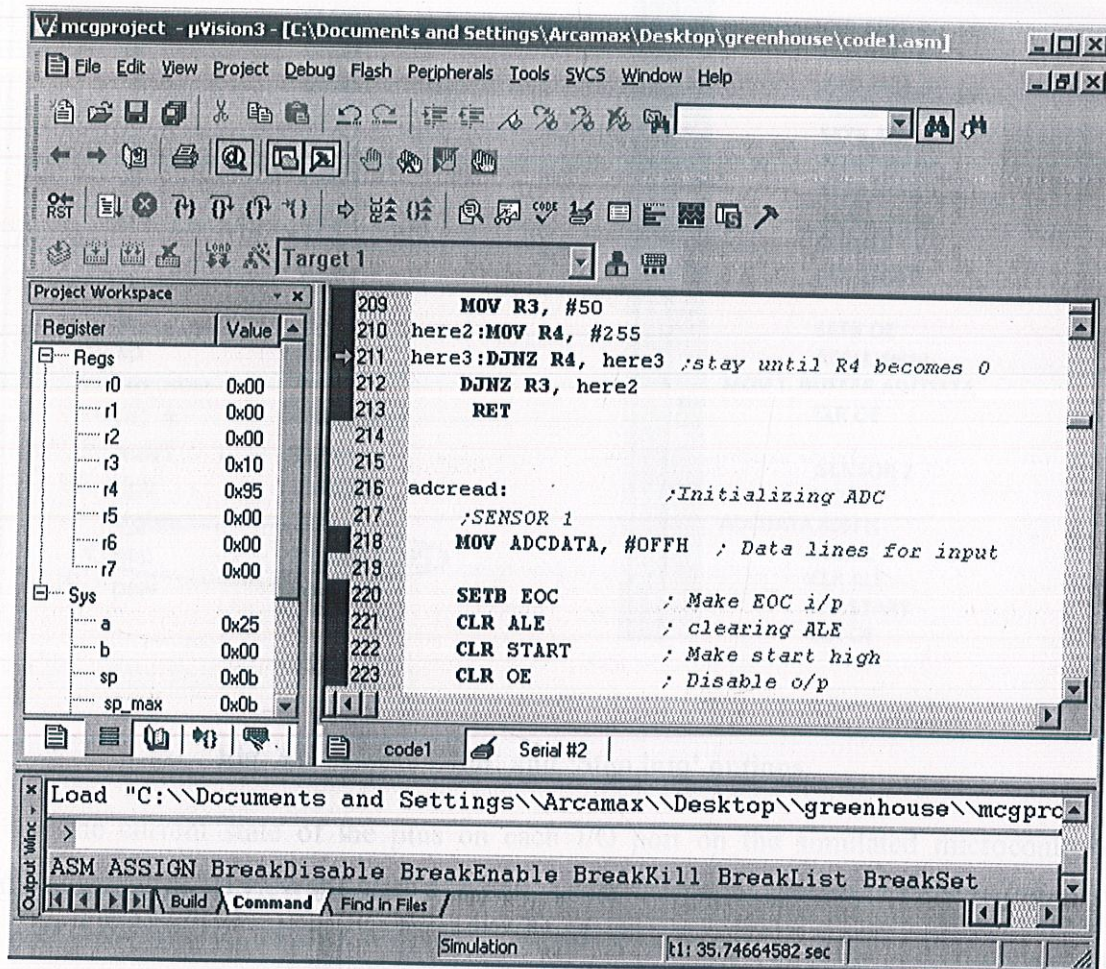 mcgproject - µVision3 - [C:\Documents and Settings\Arcamax\Desktop\greenhouse\code1.asm]
File Edit View Project Debug Flash Peripherals Tools SVCS Window Help
RST CODE
LOAD Target 1
Project Workspace
Register Value
Regs
r0 0x00
r1 0x00
r2 0x00
r3 0x10
r4 0x95
r5 0x00
r6 0x00
r7 0x00
Sys
a 0x25
b 0x00
sp 0x0b
sp_max 0x0b
209 MOV R3, #50
210 here2:MOV R4, #255
211 here3:DJNZ R4, here3 ;stay until R4 becomes 0
212 DJNZ R3, here2
213 RET
214
215
216 adcread: ;Initializing ADC
217 ;SENSOR 1
218 MOV ADCDATA, #0FFH ; Data lines for input
219
220 SETB EOC ; Make EOC i/p
221 CLR ALE ; clearing ALE
222 CLR START ; Make start high
223 CLR OE ; Disable o/p
code1 Serial #2
Output Winc
Load "C:\\Documents and Settings\\Arcamax\\Desktop\\greenhouse\\mcgprc
>
ASM ASSIGN BreakDisable BreakEnable BreakKill BreakList BreakSet
Build Command Find in Files
Simulation t1: 35.74664582 sec